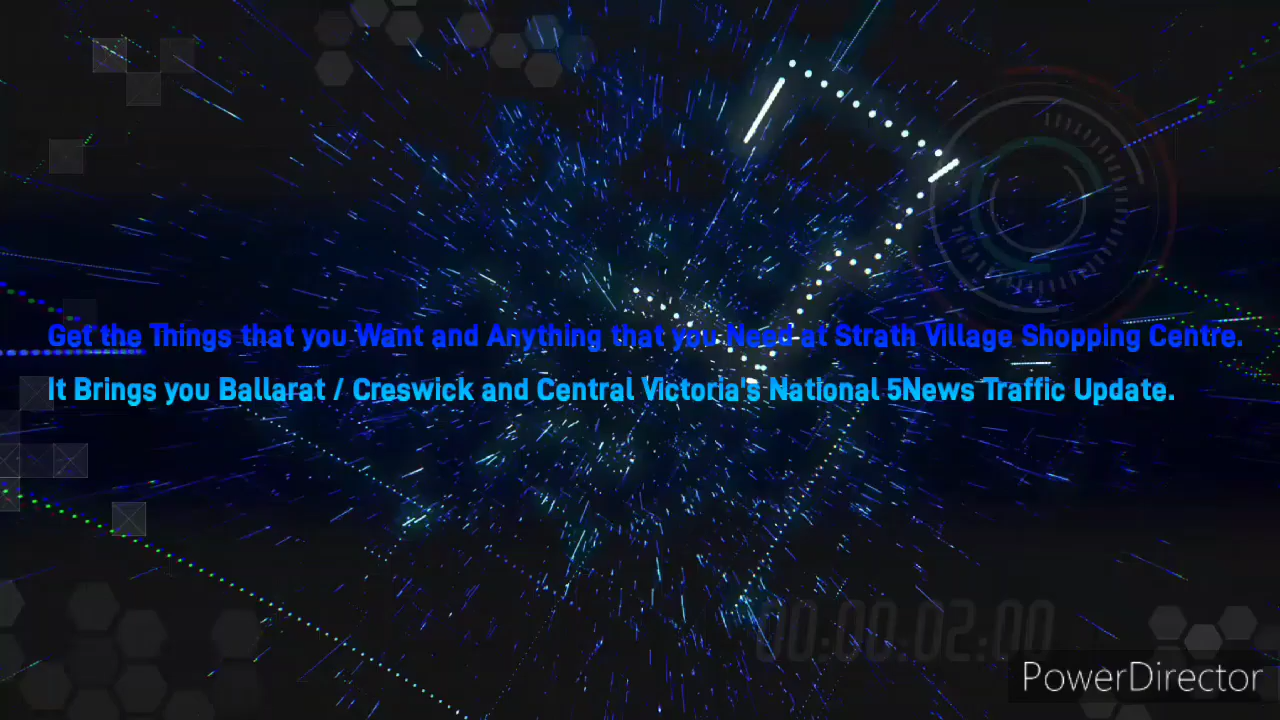 Get the Things that you Want and Anything that you Need at Strath Village Shopping Centre.
It Brings you Ballarat / Creswick and Central Victoria's National 5News Traffic Update.
00:00:02:00
PowerDirector